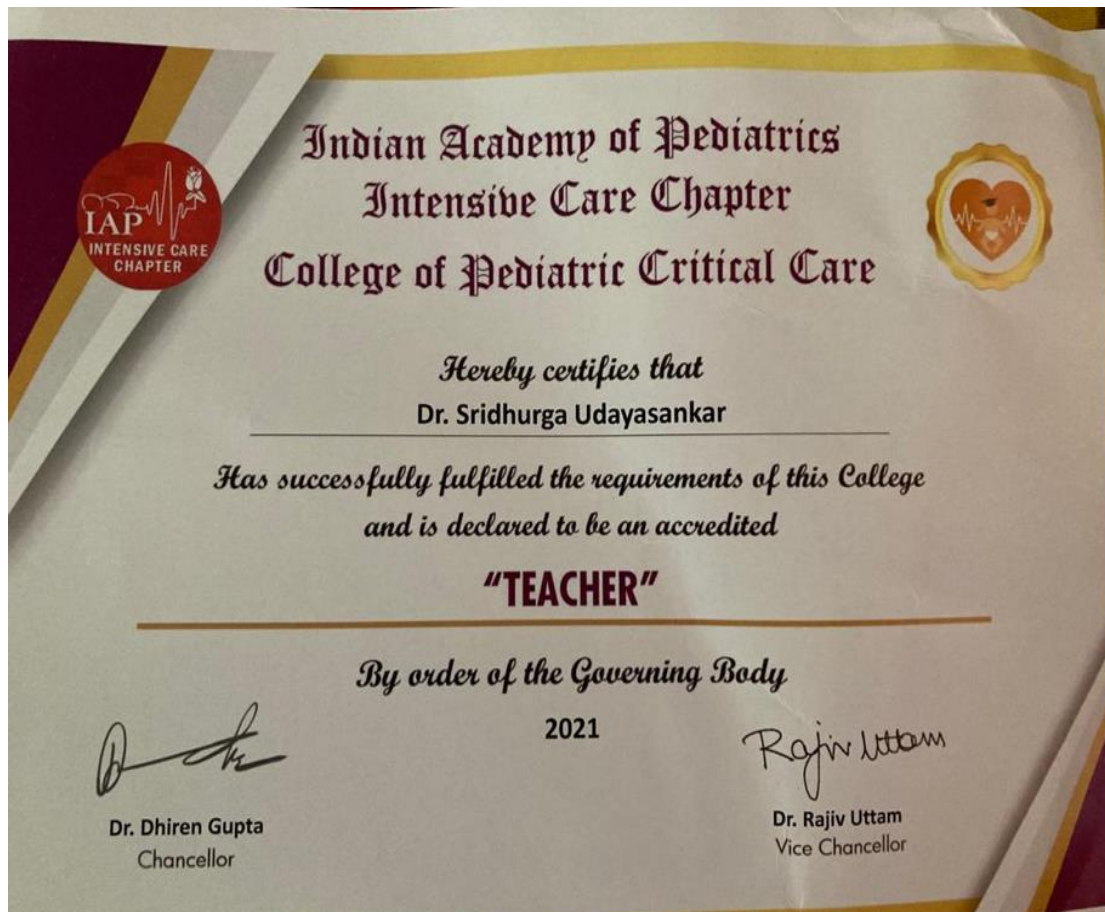 Indian Academy of Pediatrics
Intensive Care Chapter
College of Pediatric Critical Care
IAP
INTENSIVE CARE
CHAPTER
Hereby certifies that
Dr. Sridhurga Udayasankar
Has successfully fulfilled the requirements of this College
and is declared to be an accredited
“TEACHER”
By order of the Governing Body
2021
Rajiv Uttam
Dr. Dhiren Gupta
Chancellor
Dr. Rajiv Uttam
Vice Chancellor